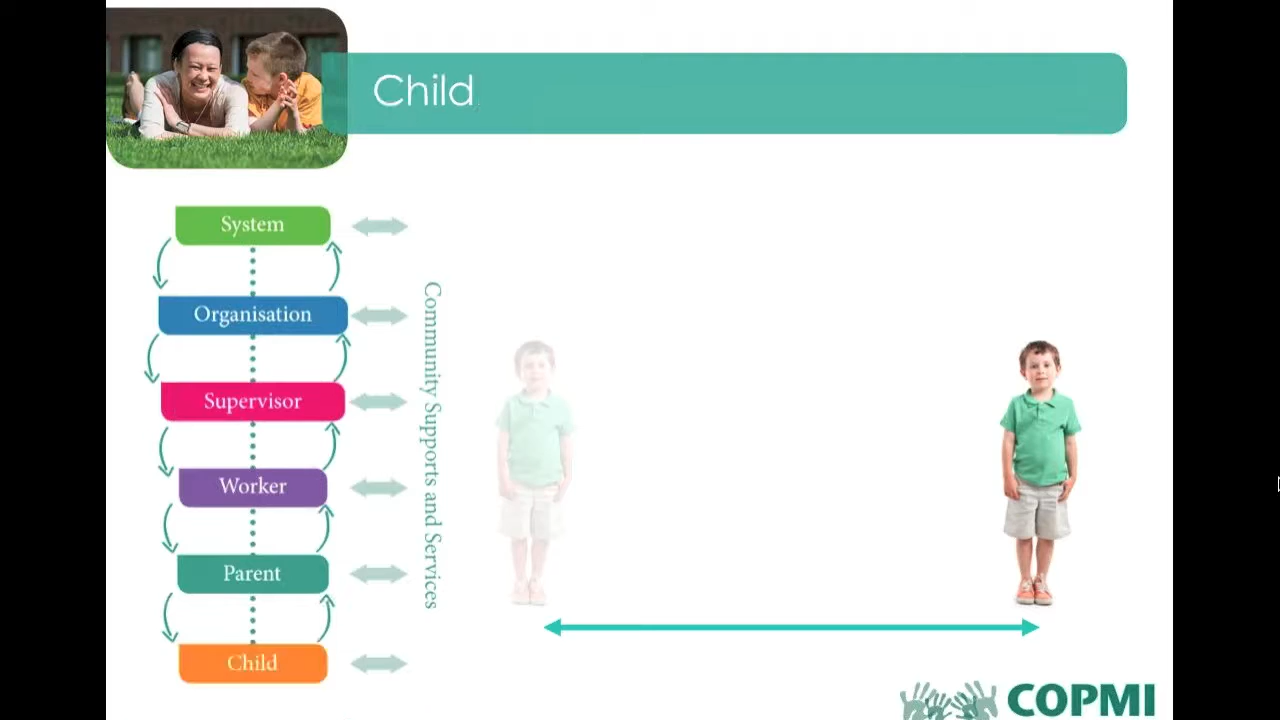 Child
System
Organisation
Supervisor
Worker
Parent
Child
Community Supports and Services
COPMI